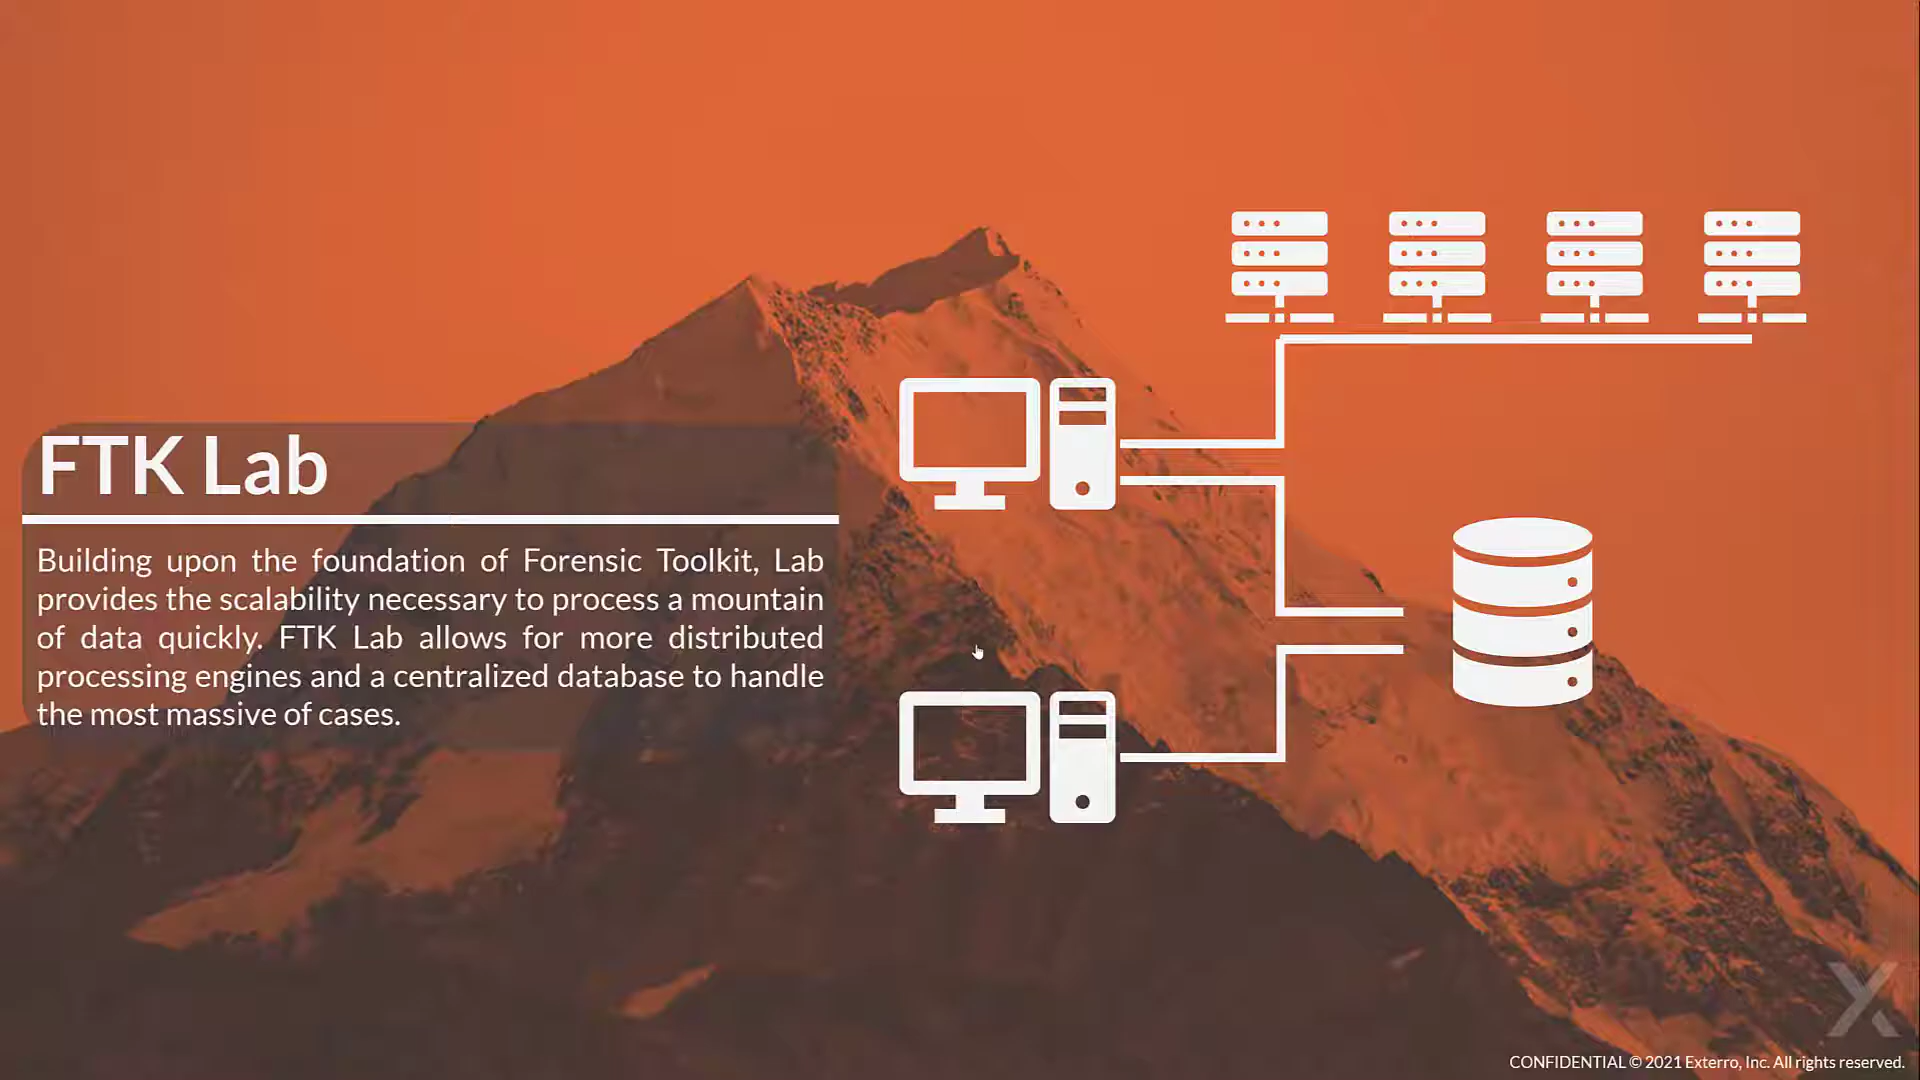 FTK Lab
Building upon the foundation of Forensic Toolkit, Lab
provides the scalability necessary to process a mountain
of data quickly. FTK Lab allows for more distributed
processing engines and a centralized database to handle
the most massive of cases.
CONFIDENTIAL © 2021 Exterro, Inc. All rights reserved.